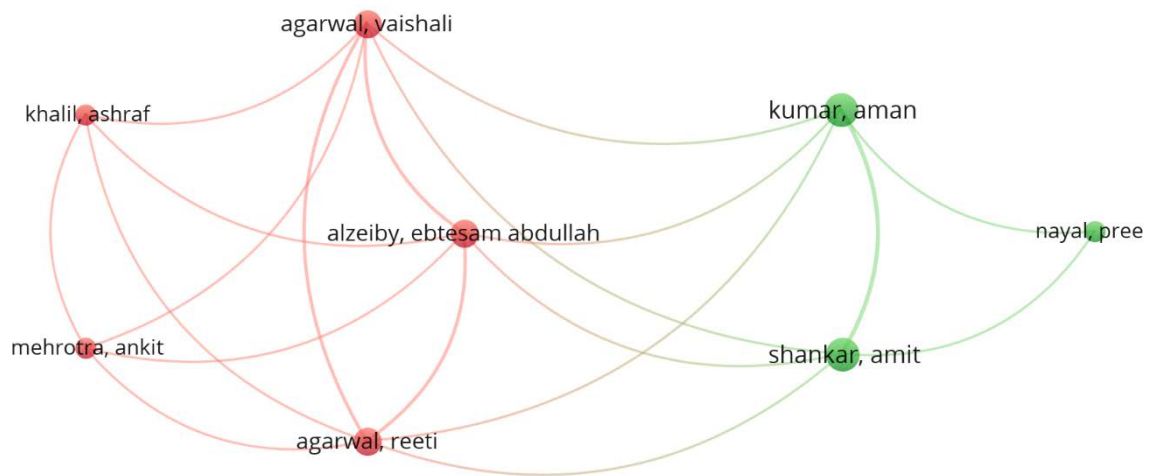 agarwal, vaishali
khalil, ashraf
kumar, aman
alzeiby, ebtesam abdullah
nayal, pree
mehrotra, ankit
shankar, amit
agarwal, reeti